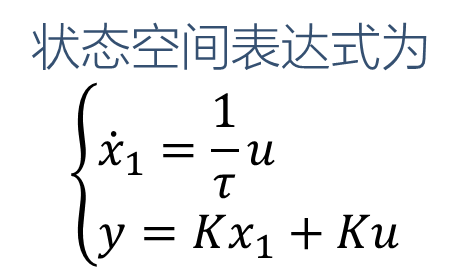 状态空间表达式为
ẋ₁ = 1/τ u
y = Kx₁ + Ku